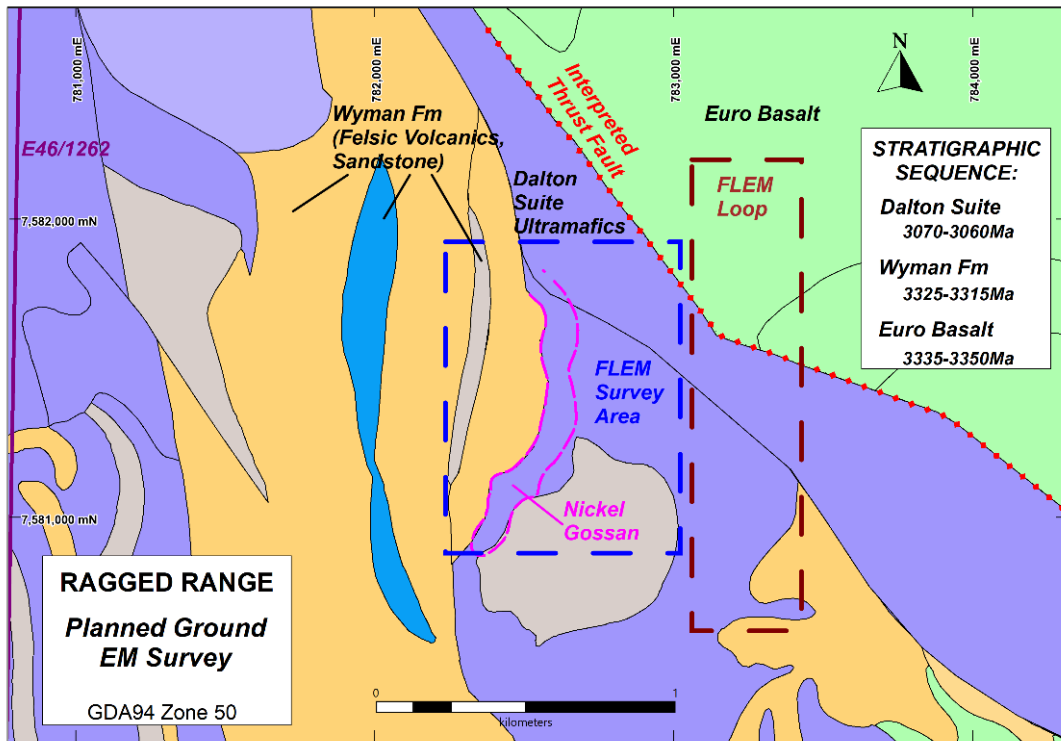 781,000 mE
782,000 mE
783,000 mE
784,000 mE
N
E46/1262
Wyman Fm
(Felsic Volcanics,
Sandstone)
Interpreted
Thrust Fault
Euro Basalt
Dalton
Suite
Ultramafics
FLEM
Loop
STRATIGRAPHIC
SEQUENCE:
Dalton Suite
3070-3060Ma
Wyman Fm
3325-3315Ma
Euro Basalt
3335-3350Ma
7,582,000 mN
FLEM
Survey
Area
Nickel
Gossan
7,581,000 mN
RAGGED RANGE
Planned Ground
EM Survey
GDA94 Zone 50
0
1
kilometers